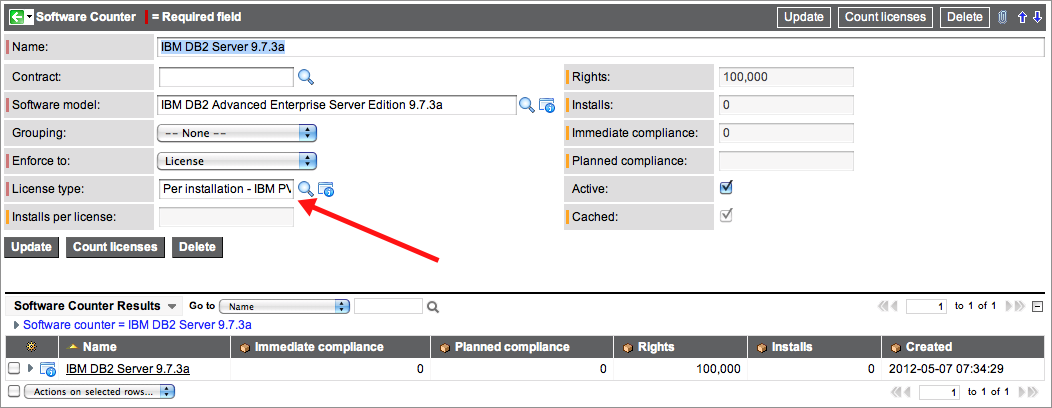 Software Counter = Required field Update Count licenses Delete
Name: IBM DB2 Server 9.7.3a
Contract: Rights: 100,000
Software model: IBM DB2 Advanced Enterprise Server Edition 9.7.3a Installs: 0
Grouping: -- None -- Immediate compliance: 0
Enforce to: License Planned compliance:
License type: Per installation - IBM PV Active:
Installs per license: Cached:
Update Count licenses Delete
Software Counter Results Go to Name 1 to 1 of 1
Software counter = IBM DB2 Server 9.7.3a
Name Immediate compliance Planned compliance Rights Installs Created
IBM DB2 Server 9.7.3a 0 0 100,000 0 2012-05-07 07:34:29
Actions on selected rows... 1 to 1 of 1